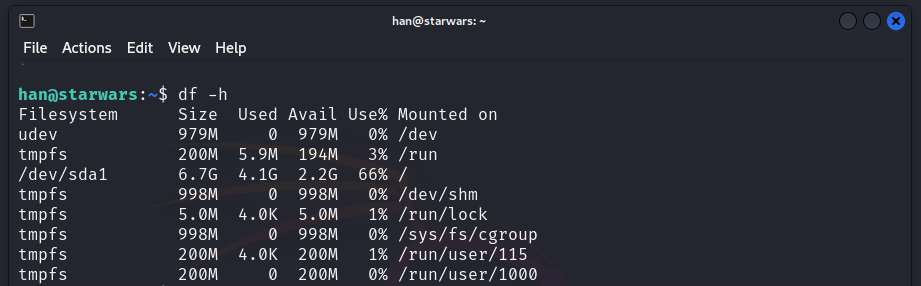 han@starwars: ~
File Actions Edit View Help
han@starwars:~$ df -h
Filesystem      Size  Used Avail Use% Mounted on
udev            979M     0  979M   0% /dev
tmpfs           200M  5.9M  194M   3% /run
/dev/sda1       6.7G  4.1G  2.2G  66% /
tmpfs           998M     0  998M   0% /dev/shm
tmpfs           5.0M  4.0K  5.0M   1% /run/lock
tmpfs           998M     0  998M   0% /sys/fs/cgroup
tmpfs           200M  4.0K  200M   1% /run/user/115
tmpfs           200M     0  200M   0% /run/user/1000